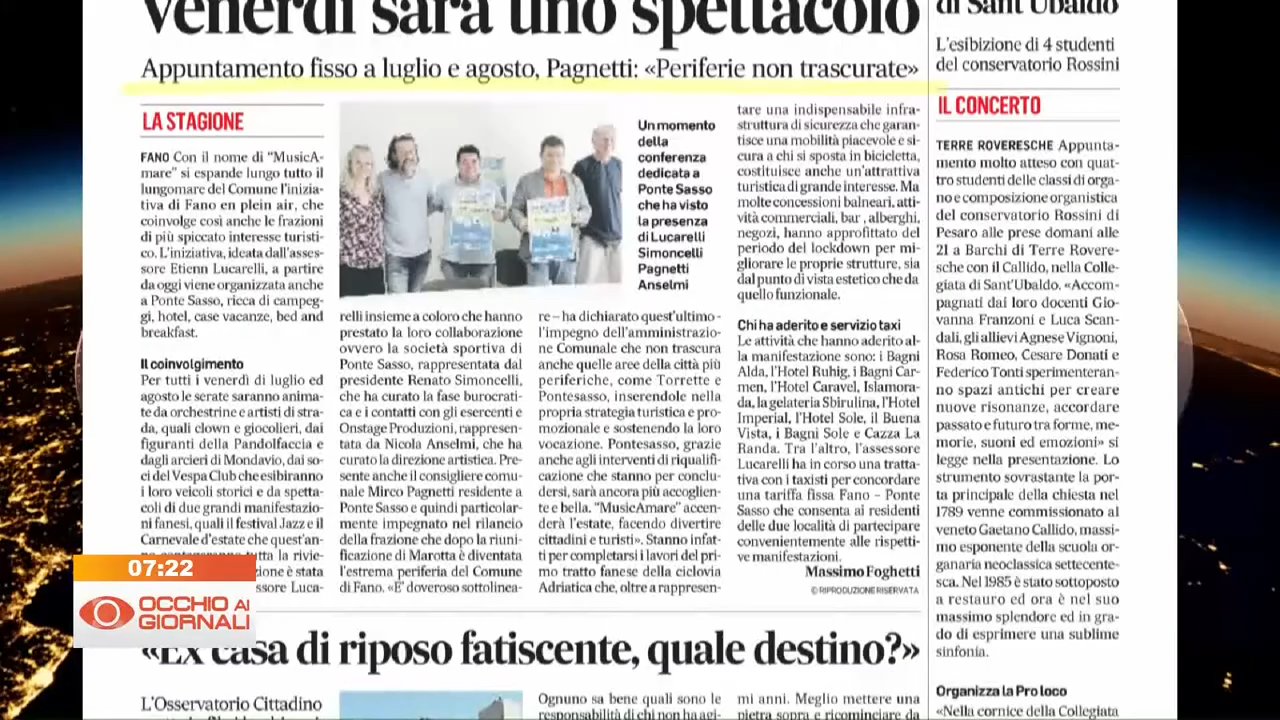 venerdì sarà uno spettacolo
Appuntamento fisso a luglio e agosto, Pagnetti: «Periferie non trascurate»
LA STAGIONE
FANO Con il nome di “MusicA-
mare” si espande lungo tutto il
lungomare del Comune l'inizia-
tiva di Fano en plein air, che
coinvolge così anche le frazioni
di più spiccato interesse turisti-
co. L'iniziativa, ideata dall'asses-
sore Etienn Lucarelli, a partire
da oggi viene organizzata anche
a Ponte Sasso, ricca di campeg-
gi, hotel, case vacanze, bed and
breakfast.
Il coinvolgimento
Per tutti i venerdì di luglio ed
agosto le serate saranno anima-
te da orchestrine e artisti di stra-
da, quali clown e giocolieri, dai
figuranti della Pandolfaccia e
dagli arcieri di Mondavio, dai so-
ci del Vespa Club che esibiranno
i loro veicoli storici e da spetta-
coli di due grandi manifestazio-
ni fanesi, quali il festival Jazz e il
Carnevale d'estate che quest'an-
tutta la rivie-
zione è stata
ssore Luca-
Un momento
della
conferenza
dedicata a
Ponte Sasso
che ha visto
la presenza
di Lucarelli
Simoncelli
Pagnetti
Anselmi
relli insieme a coloro che hanno
prestato la loro collaborazione
ovvero la società sportiva di
Ponte Sasso, rappresentata dal
presidente Renato Simoncelli,
che ha curato la fase burocrati-
ca e i contatti con gli esercenti e
Onstage Produzioni, rappresen-
tata da Nicola Anselmi, che ha
curato la direzione artistica. Pre-
sente anche il consigliere comu-
nale Mirco Pagnetti residente a
Ponte Sasso e quindi particolar-
mente impegnato nel rilancio
della frazione che dopo la riuni-
ficazione di Marotta è diventata
l'estrema periferia del Comune
di Fano. «E' doveroso sottolinea-
re – ha dichiarato quest'ultimo -
l'impegno dell'amministrazio-
ne Comunale che non trascura
anche quelle aree della città più
periferiche, come Torrette e
Pontesasso, inserendole nella
propria strategia turistica e pro-
mozionale e sostenendo la loro
vocazione. Pontesasso, grazie
anche agli interventi di riqualifi-
cazione che stanno per conclu-
dersi, sarà ancora più accoglien-
te e bella. “MusicAmare” accen-
derà l'estate, facendo divertire
cittadini e turisti». Stanno infat-
ti per completarsi i lavori del pri-
mo tratto fanese della ciclovia
Adriatica che, oltre a rappresen-
tare una indispensabile infra-
struttura di sicurezza che garan-
tisce una mobilità piacevole e si-
cura a chi si sposta in bicicletta,
costituisce anche un'attrattiva
turistica di grande interesse. Ma
molte concessioni balneari, atti-
vità commerciali, bar , alberghi,
negozi, hanno approfittato del
periodo del lockdown per mi-
gliorare le proprie strutture, sia
dal punto di vista estetico che da
quello funzionale.
Chi ha aderito e servizio taxi
Le attività che hanno aderito al-
la manifestazione sono: i Bagni
Alda, l'Hotel Ruhig, i Bagni Car-
men, l'Hotel Caravel, Islamora-
da, la gelateria Sbirulina, l'Hotel
Imperial, l'Hotel Sole, il Buena
Vista, i Bagni Sole e Cazza La
Randa. Tra l'altro, l'assessore
Lucarelli ha in corso una tratta-
tiva con i taxisti per concordare
una tariffa fissa Fano – Ponte
Sasso che consenta ai residenti
delle due località di partecipare
convenientemente alle rispetti-
ve manifestazioni.
Massimo Foghetti
© RIPRODUZIONE RISERVATA
di Sant'Ubaldo
L'esibizione di 4 studenti
del conservatorio Rossini
IL CONCERTO
TERRE ROVERESCHE Appunta-
mento molto atteso con quat-
tro studenti delle classi di orga-
no e composizione organistica
del conservatorio Rossini di
Pesaro alle prese domani alle
21 a Barchi di Terre Rovere-
sche con il Callido, nella Colle-
giata di Sant'Ubaldo. «Accom-
pagnati dai loro docenti Gio-
vanna Franzoni e Luca Scan-
dali, gli allievi Agnese Vignoni,
Rosa Romeo, Cesare Donati e
Federico Tonti sperimenteran-
no spazi antichi per creare
nuove risonanze, accordare
passato e futuro tra forme, me-
morie, suoni ed emozioni» si
legge nella presentazione. Lo
strumento sovrastante la por-
ta principale della chiesta nel
1789 venne commissionato al
veneto Gaetano Callido, massi-
mo esponente della scuola or-
ganaria neoclassica settecente-
sca. Nel 1985 è stato sottoposto
a restauro ed ora è nel suo
massimo splendore ed in gra-
do di esprimere una sublime
sinfonia.
Organizza la Pro loco
«Nella cornice della Collegiata
07:22
OCCHIO AI
GIORNALI
«Ex casa di riposo fatiscente, quale destino?»
L'Osservatorio Cittadino
Ognuno sa bene quali sono le
responsabilità di chi non ha agi-
mi anni. Meglio mettere una
pietra sopra e ricominciare da